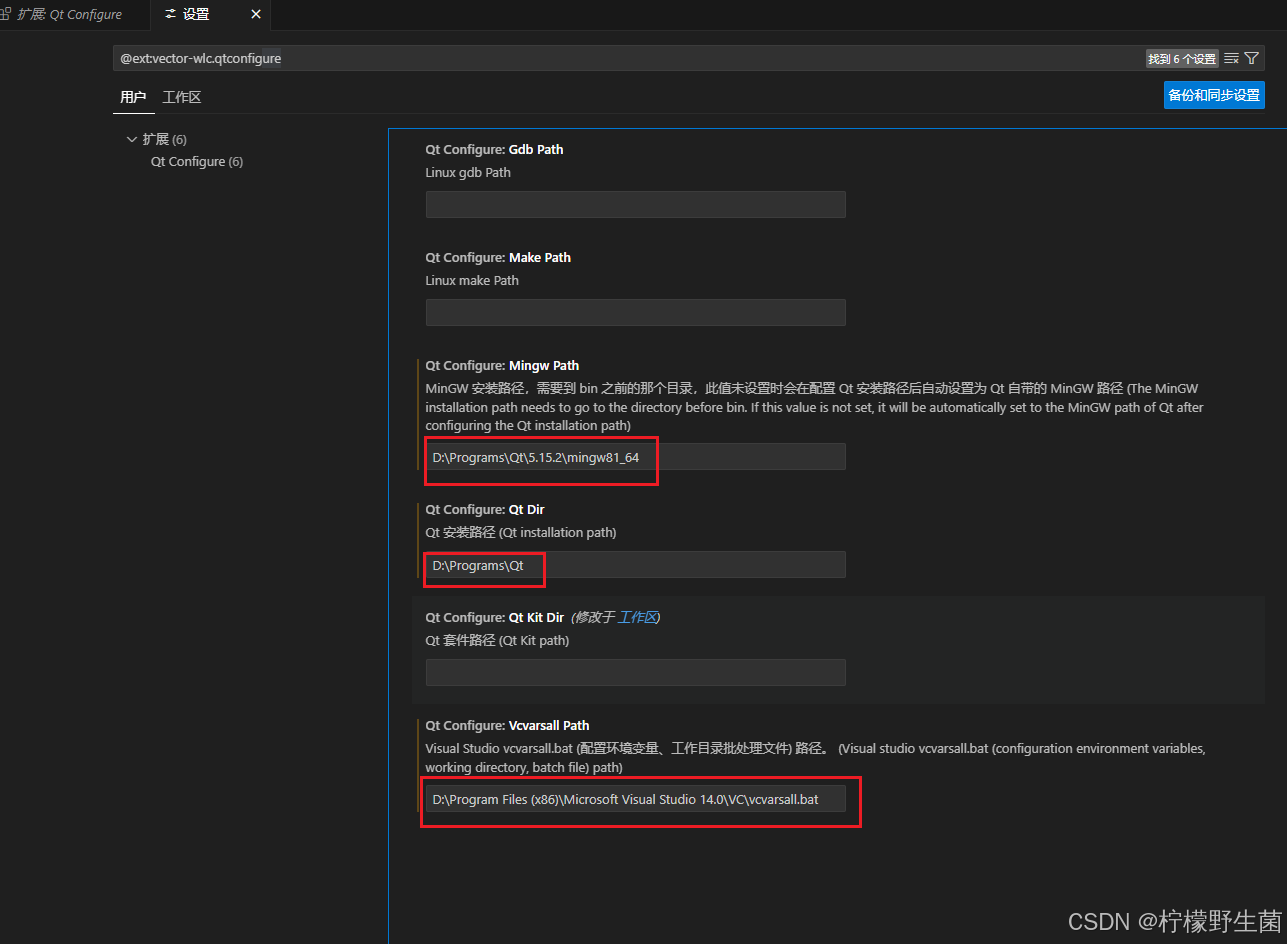 扩展: Qt Configure
设置
@ext:vector-wlc.qtconfigure
找到 6 个设置
用户 工作区
备份和同步设置
扩展 (6)
Qt Configure (6)
Qt Configure: Gdb Path
Linux gdb Path
Qt Configure: Make Path
Linux make Path
Qt Configure: Mingw Path
MinGW 安装路径，需要到 bin 之前的那个目录，此值未设置时会在配置 Qt 安装路径后自动设置为 Qt 自带的 MinGW 路径 (The MinGW
installation path needs to go to the directory before bin. If this value is not set, it will be automatically set to the MinGW path of Qt after
configuring the Qt installation path)
D:\Programs\Qt\5.15.2\mingw81_64
Qt Configure: Qt Dir
Qt 安装路径 (Qt installation path)
D:\Programs\Qt
Qt Configure: Qt Kit Dir (修改于 工作区)
Qt 套件路径 (Qt Kit path)
Qt Configure: Vcvarsall Path
Visual Studio vcvarsall.bat (配置环境变量、工作目录批处理文件) 路径。 (Visual studio vcvarsall.bat (configuration environment variables,
working directory, batch file) path)
D:\Program Files (x86)\Microsoft Visual Studio 14.0\VC\vcvarsall.bat
CSDN @柠檬野生菌